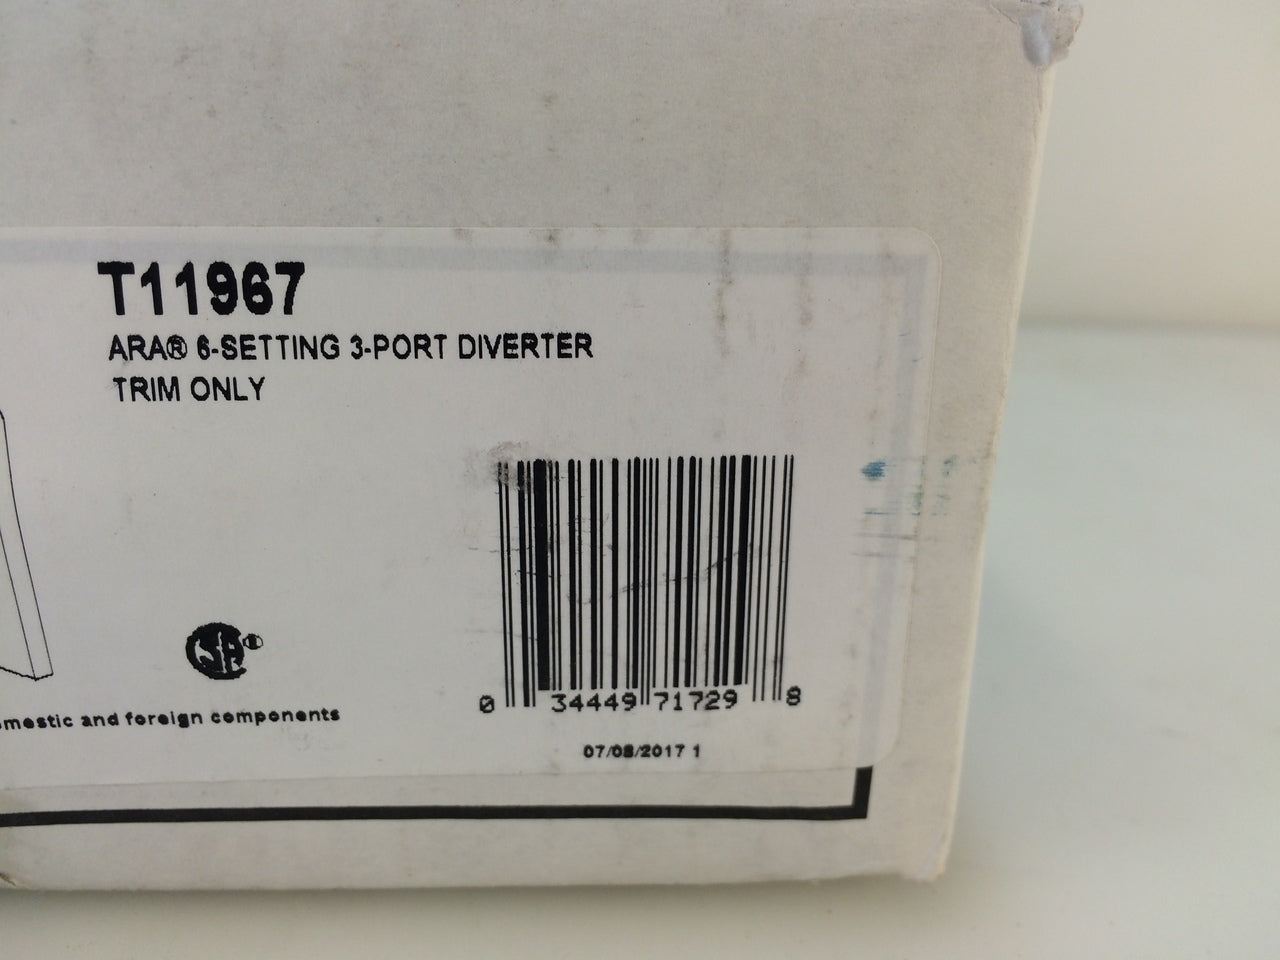 T11967
ARA® 6-SETTING 3-PORT DIVERTER
TRIM ONLY
and foreign components
0 34449 71729 8
07/08/2017 1